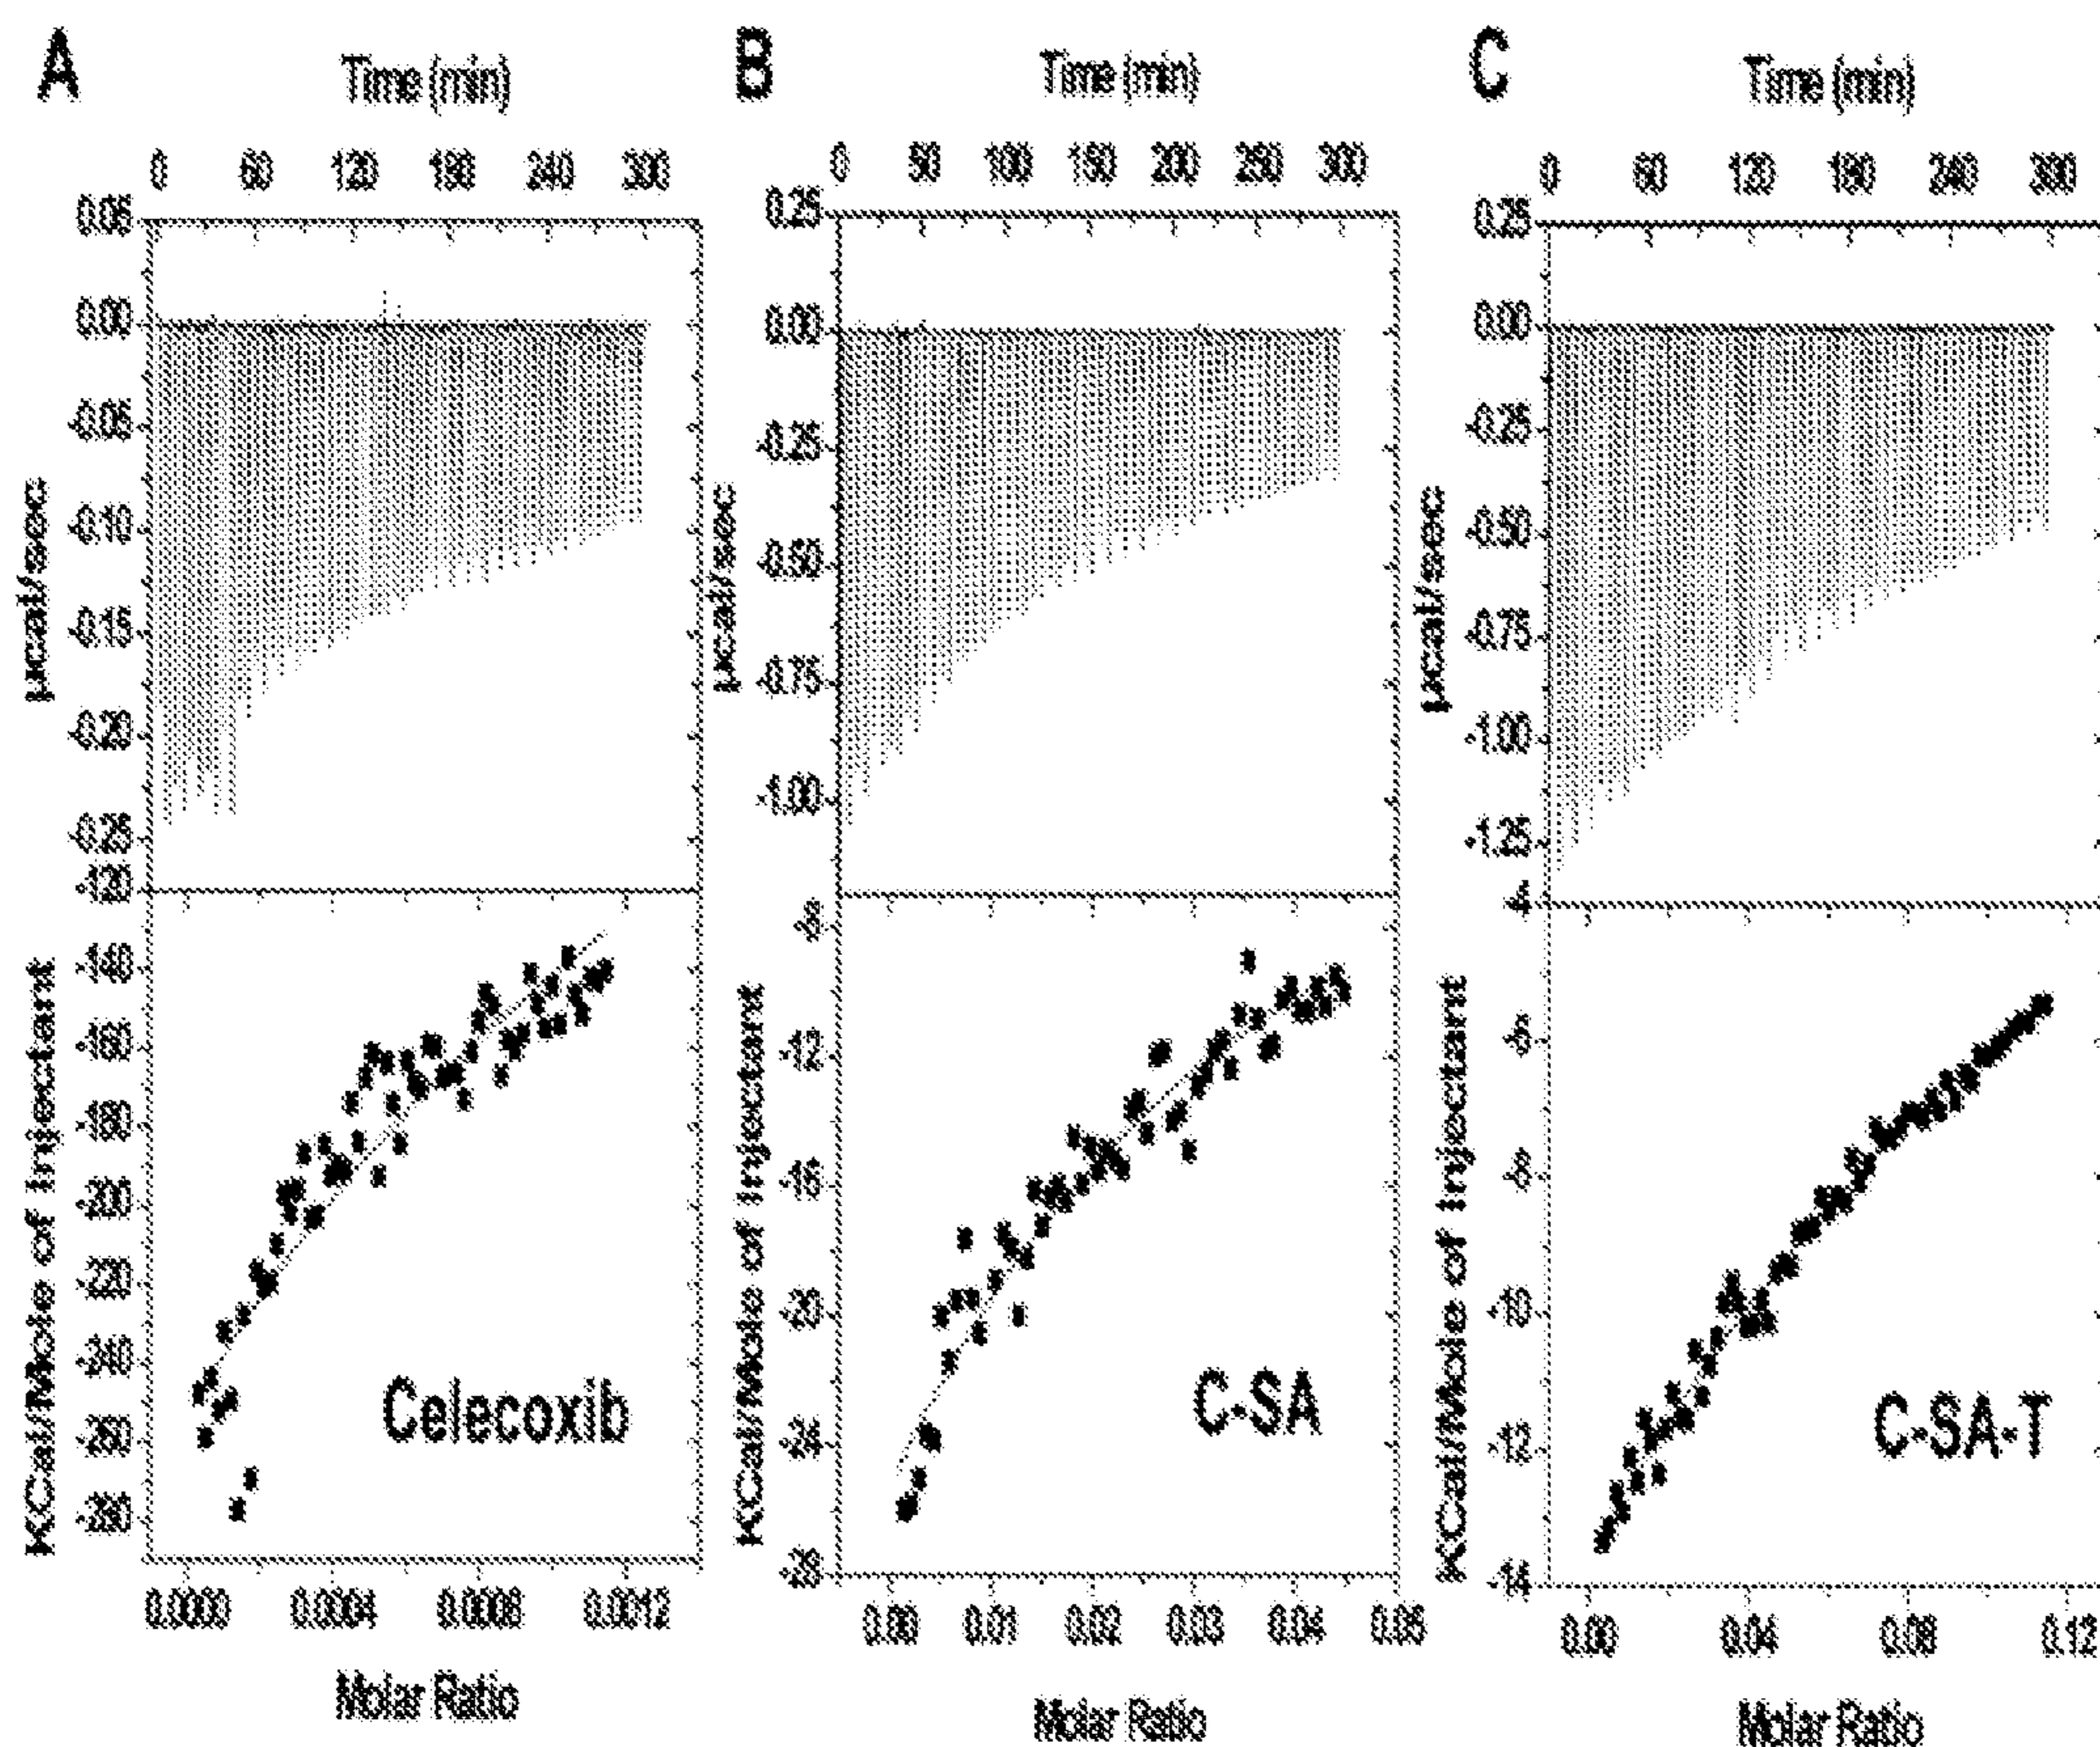 A
Time (min)
0 60 120 180 240 300
0.05
0.00
-0.05
-0.10
-0.15
-0.20
-0.25
-120
-140
-160
-180
-200
-220
-240
-260
-280
µcal/sec
KCal/Mole of Injectant
Celecoxib
0.0000 0.0004 0.0008 0.0012
Molar Ratio
B
Time (min)
0 50 100 150 200 250 300
0.25
0.00
-0.25
-0.50
-0.75
-1.00
-8
-12
-16
-20
-24
-28
µcal/sec
KCal/Mole of Injectant
C-SA
0.00 0.01 0.02 0.03 0.04 0.05
Molar Ratio
C
Time (min)
0 60 120 180 240 300
0.25
0.00
-0.25
-0.50
-0.75
-1.00
-1.25
-4
-6
-8
-10
-12
-14
µcal/sec
KCal/Mole of Injectant
C-SA-T
0.00 0.04 0.08 0.12
Molar Ratio